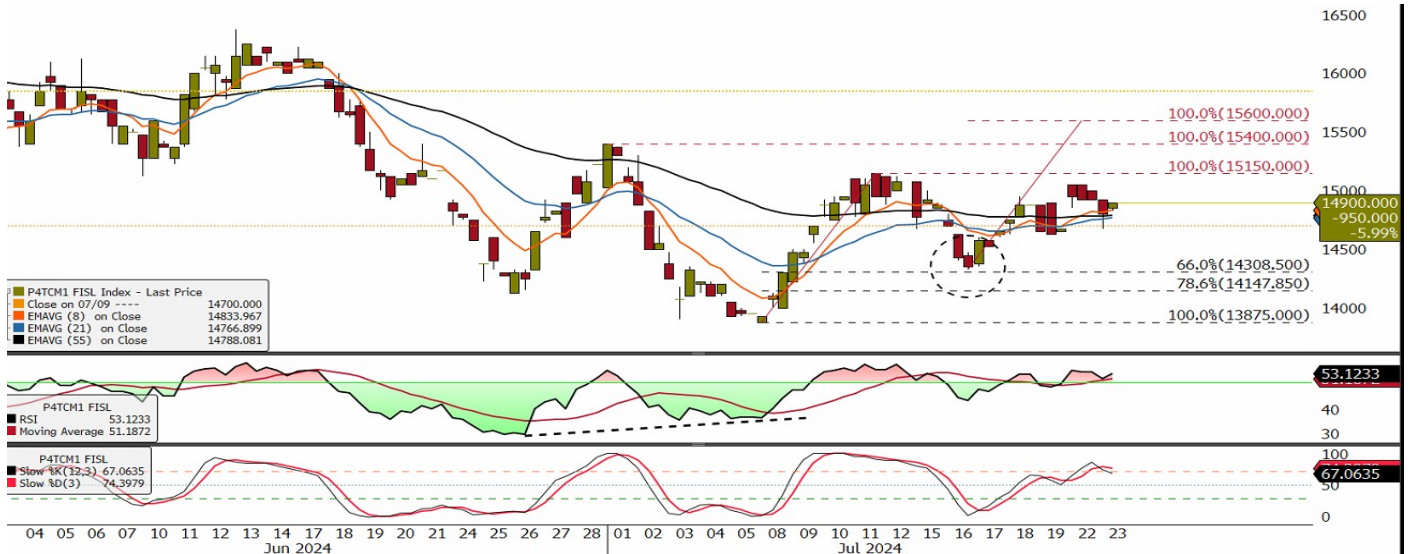 16500
16000
15500
15000
14500
14000
100.0%(15600.000)
100.0%(15400.000)
100.0%(15150.000)
14900.000
-950.000
-5.99%
66.0%(14308.500)
78.6%(14147.850)
100.0%(13875.000)
P4TCM1 FISL Index - Last Price
Close on 07/09 ---- 14700.000
EMAVG (8) on Close 14833.967
EMAVG (21) on Close 14766.899
EMAVG (55) on Close 14788.081
53.1233
40
30
P4TCM1 FISL
RSI 53.1233
Moving Average 51.1872
P4TCM1 FISL
Slow %K(12,3) 67.0635
Slow %D(3) 74.3979
100
67.0635
50
0
04 05 06 07 10 11 12 13 14 17 18 19 20 21 24 25 26 27 28 01 02 03 04 05 08 09 10 11 12 15 16 17 18 19 22 23
Jun 2024 Jul 2024